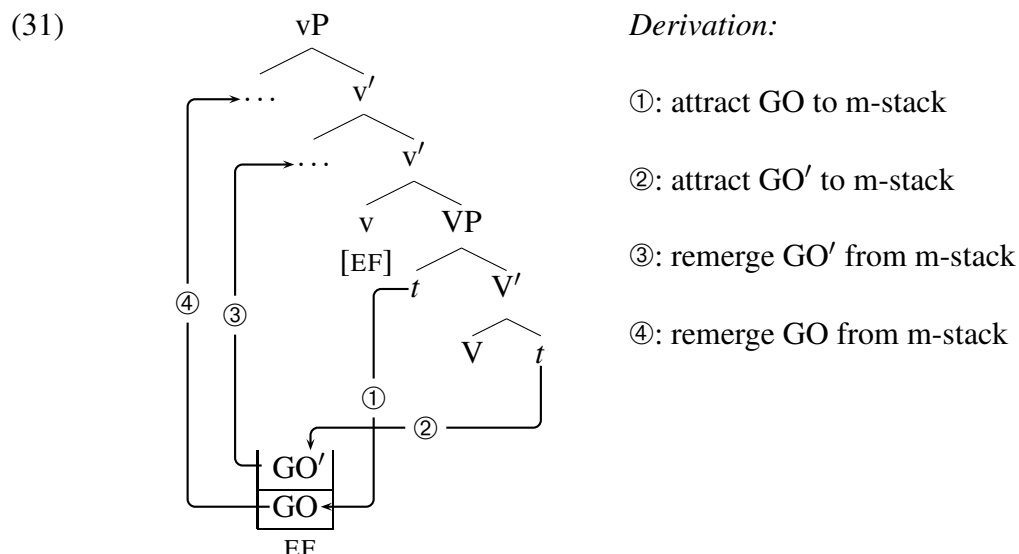 (31) vP Derivation:
… v′ ①: attract GO to m-stack
… v′ ②: attract GO′ to m-stack
v VP
[EF] t V′ ③: remerge GO′ from m-stack
④ ③
V t ④: remerge GO from m-stack
①
②
GO′
GO
EF